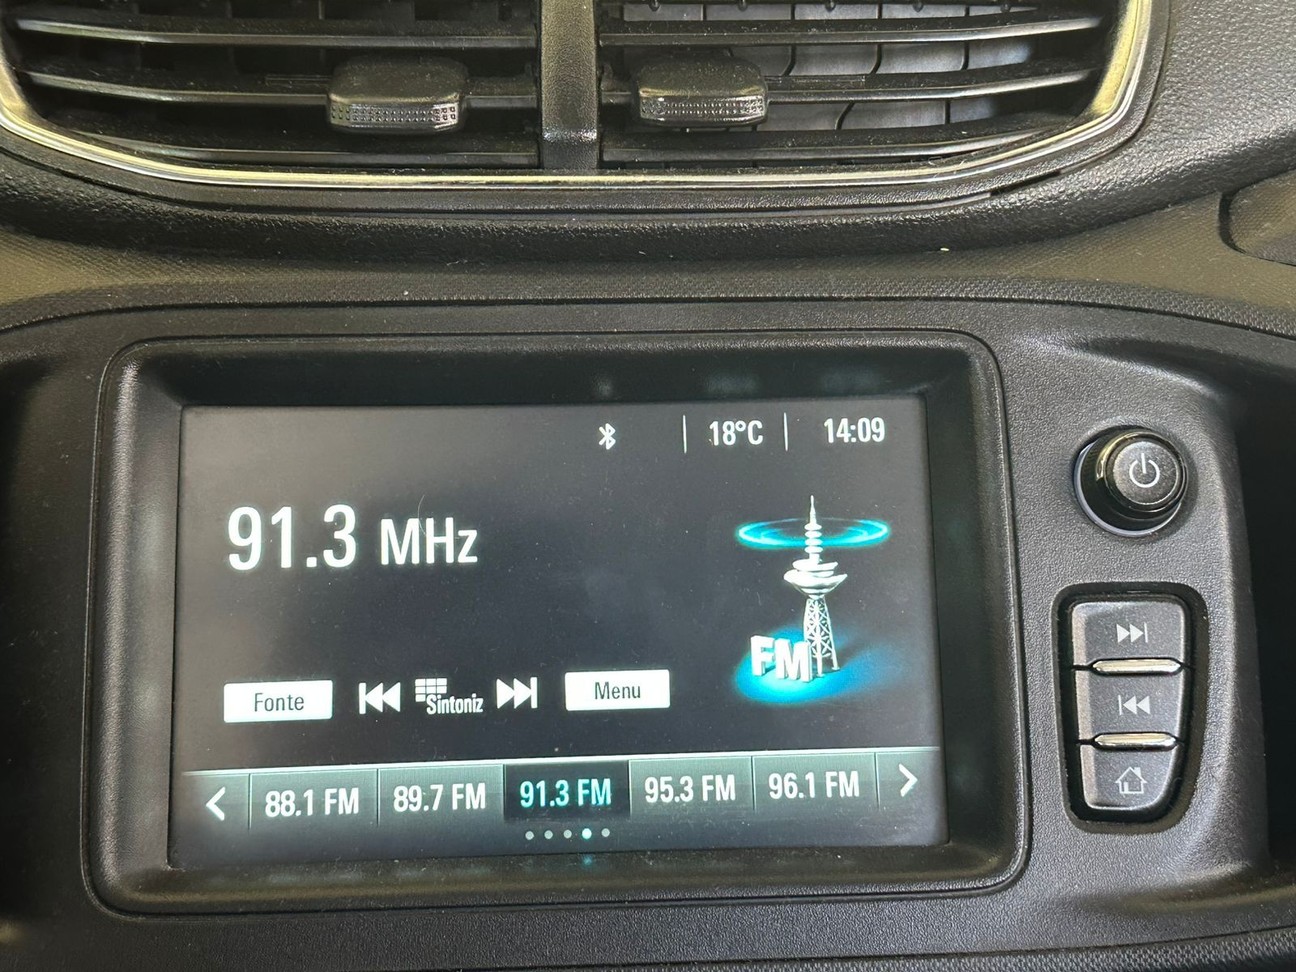 18°C 14:09
91.3 MHz
FM
Fonte Sintoniz Menu
88.1 FM 89.7 FM 91.3 FM 95.3 FM 96.1 FM